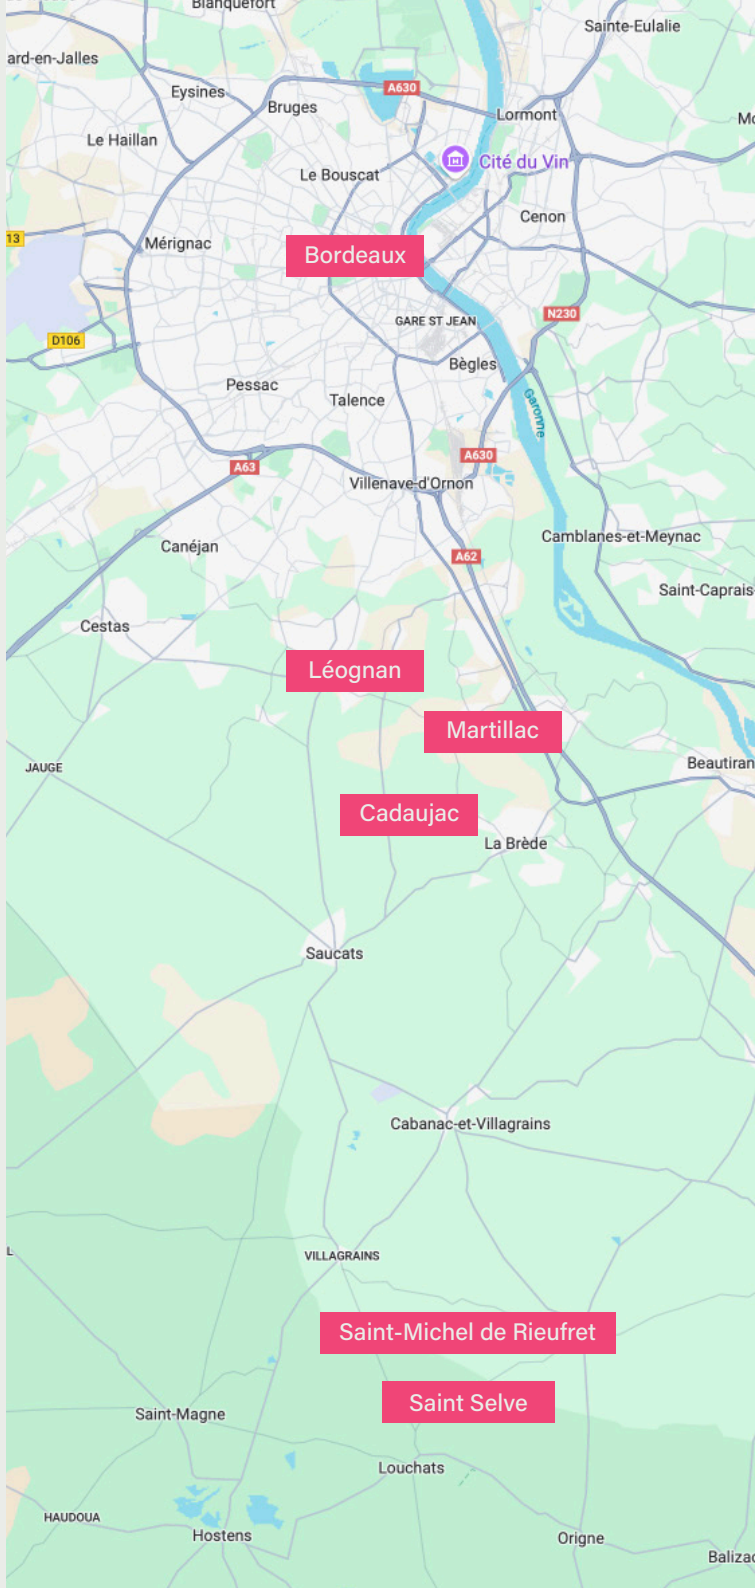 Blanquefort
Sainte-Eulalie
ard-en-Jalles
Eysines
A630
Bruges
Lormont
Mo
Le Haillan
Cité du Vin
Le Bouscat
Cenon
13
Mérignac
Bordeaux
N230
GARE ST JEAN
D106
Bègles
Pessac
Talence
Garonne
A630
A63
Villenave-d'Ornon
Camblanes-et-Meynac
Canéjan
A62
Saint-Caprais
Cestas
Léognan
Martillac
JAUGE
Beautiran
Cadaujac
La Brède
Saucats
Cabanac-et-Villagrains
L
VILLAGRAINS
Saint-Michel de Rieufret
Saint Selve
Saint-Magne
Louchats
HAUDOUA
Hostens
Origne
Balizac